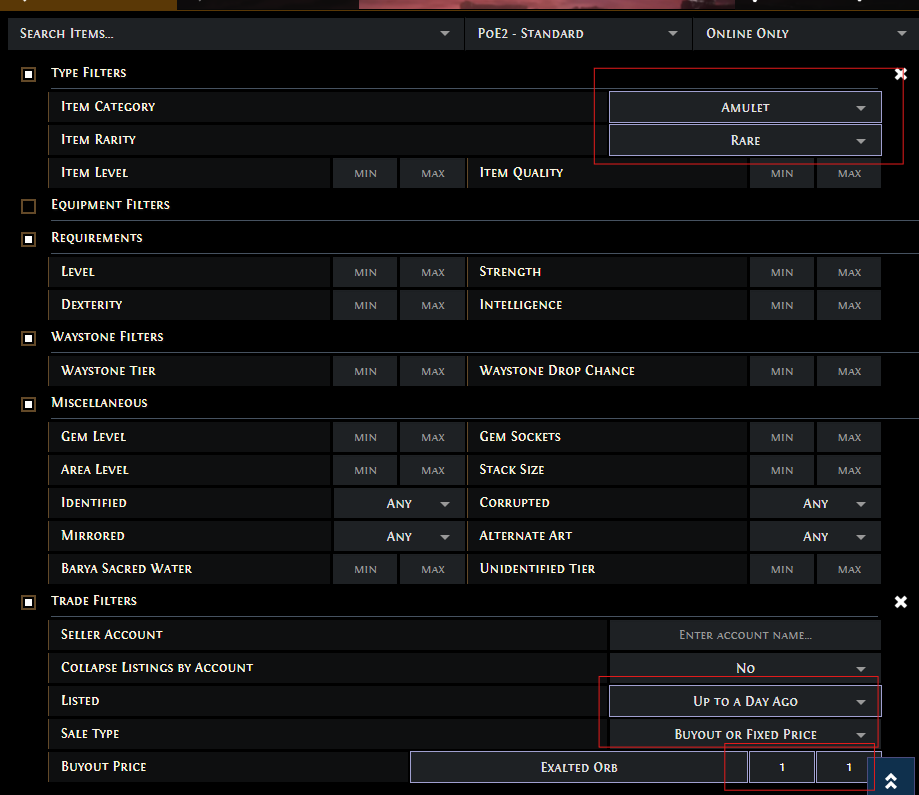 Search Items... PoE2 - Standard Online Only
Type Filters
Item Category Amulet
Item Rarity Rare
Item Level MIN MAX Item Quality MIN MAX
Equipment Filters
Requirements
Level MIN MAX Strength MIN MAX
Dexterity MIN MAX Intelligence MIN MAX
Waystone Filters
Waystone Tier MIN MAX Waystone Drop Chance MIN MAX
Miscellaneous
Gem Level MIN MAX Gem Sockets MIN MAX
Area Level MIN MAX Stack Size MIN MAX
Identified Any Corrupted Any
Mirrored Any Alternate Art Any
Barya Sacred Water MIN MAX Unidentified Tier MIN MAX
Trade Filters
Seller Account Enter account name...
Collapse Listings by Account No
Listed Up to a Day Ago
Sale Type Buyout or Fixed Price
Buyout Price Exalted Orb 1 1